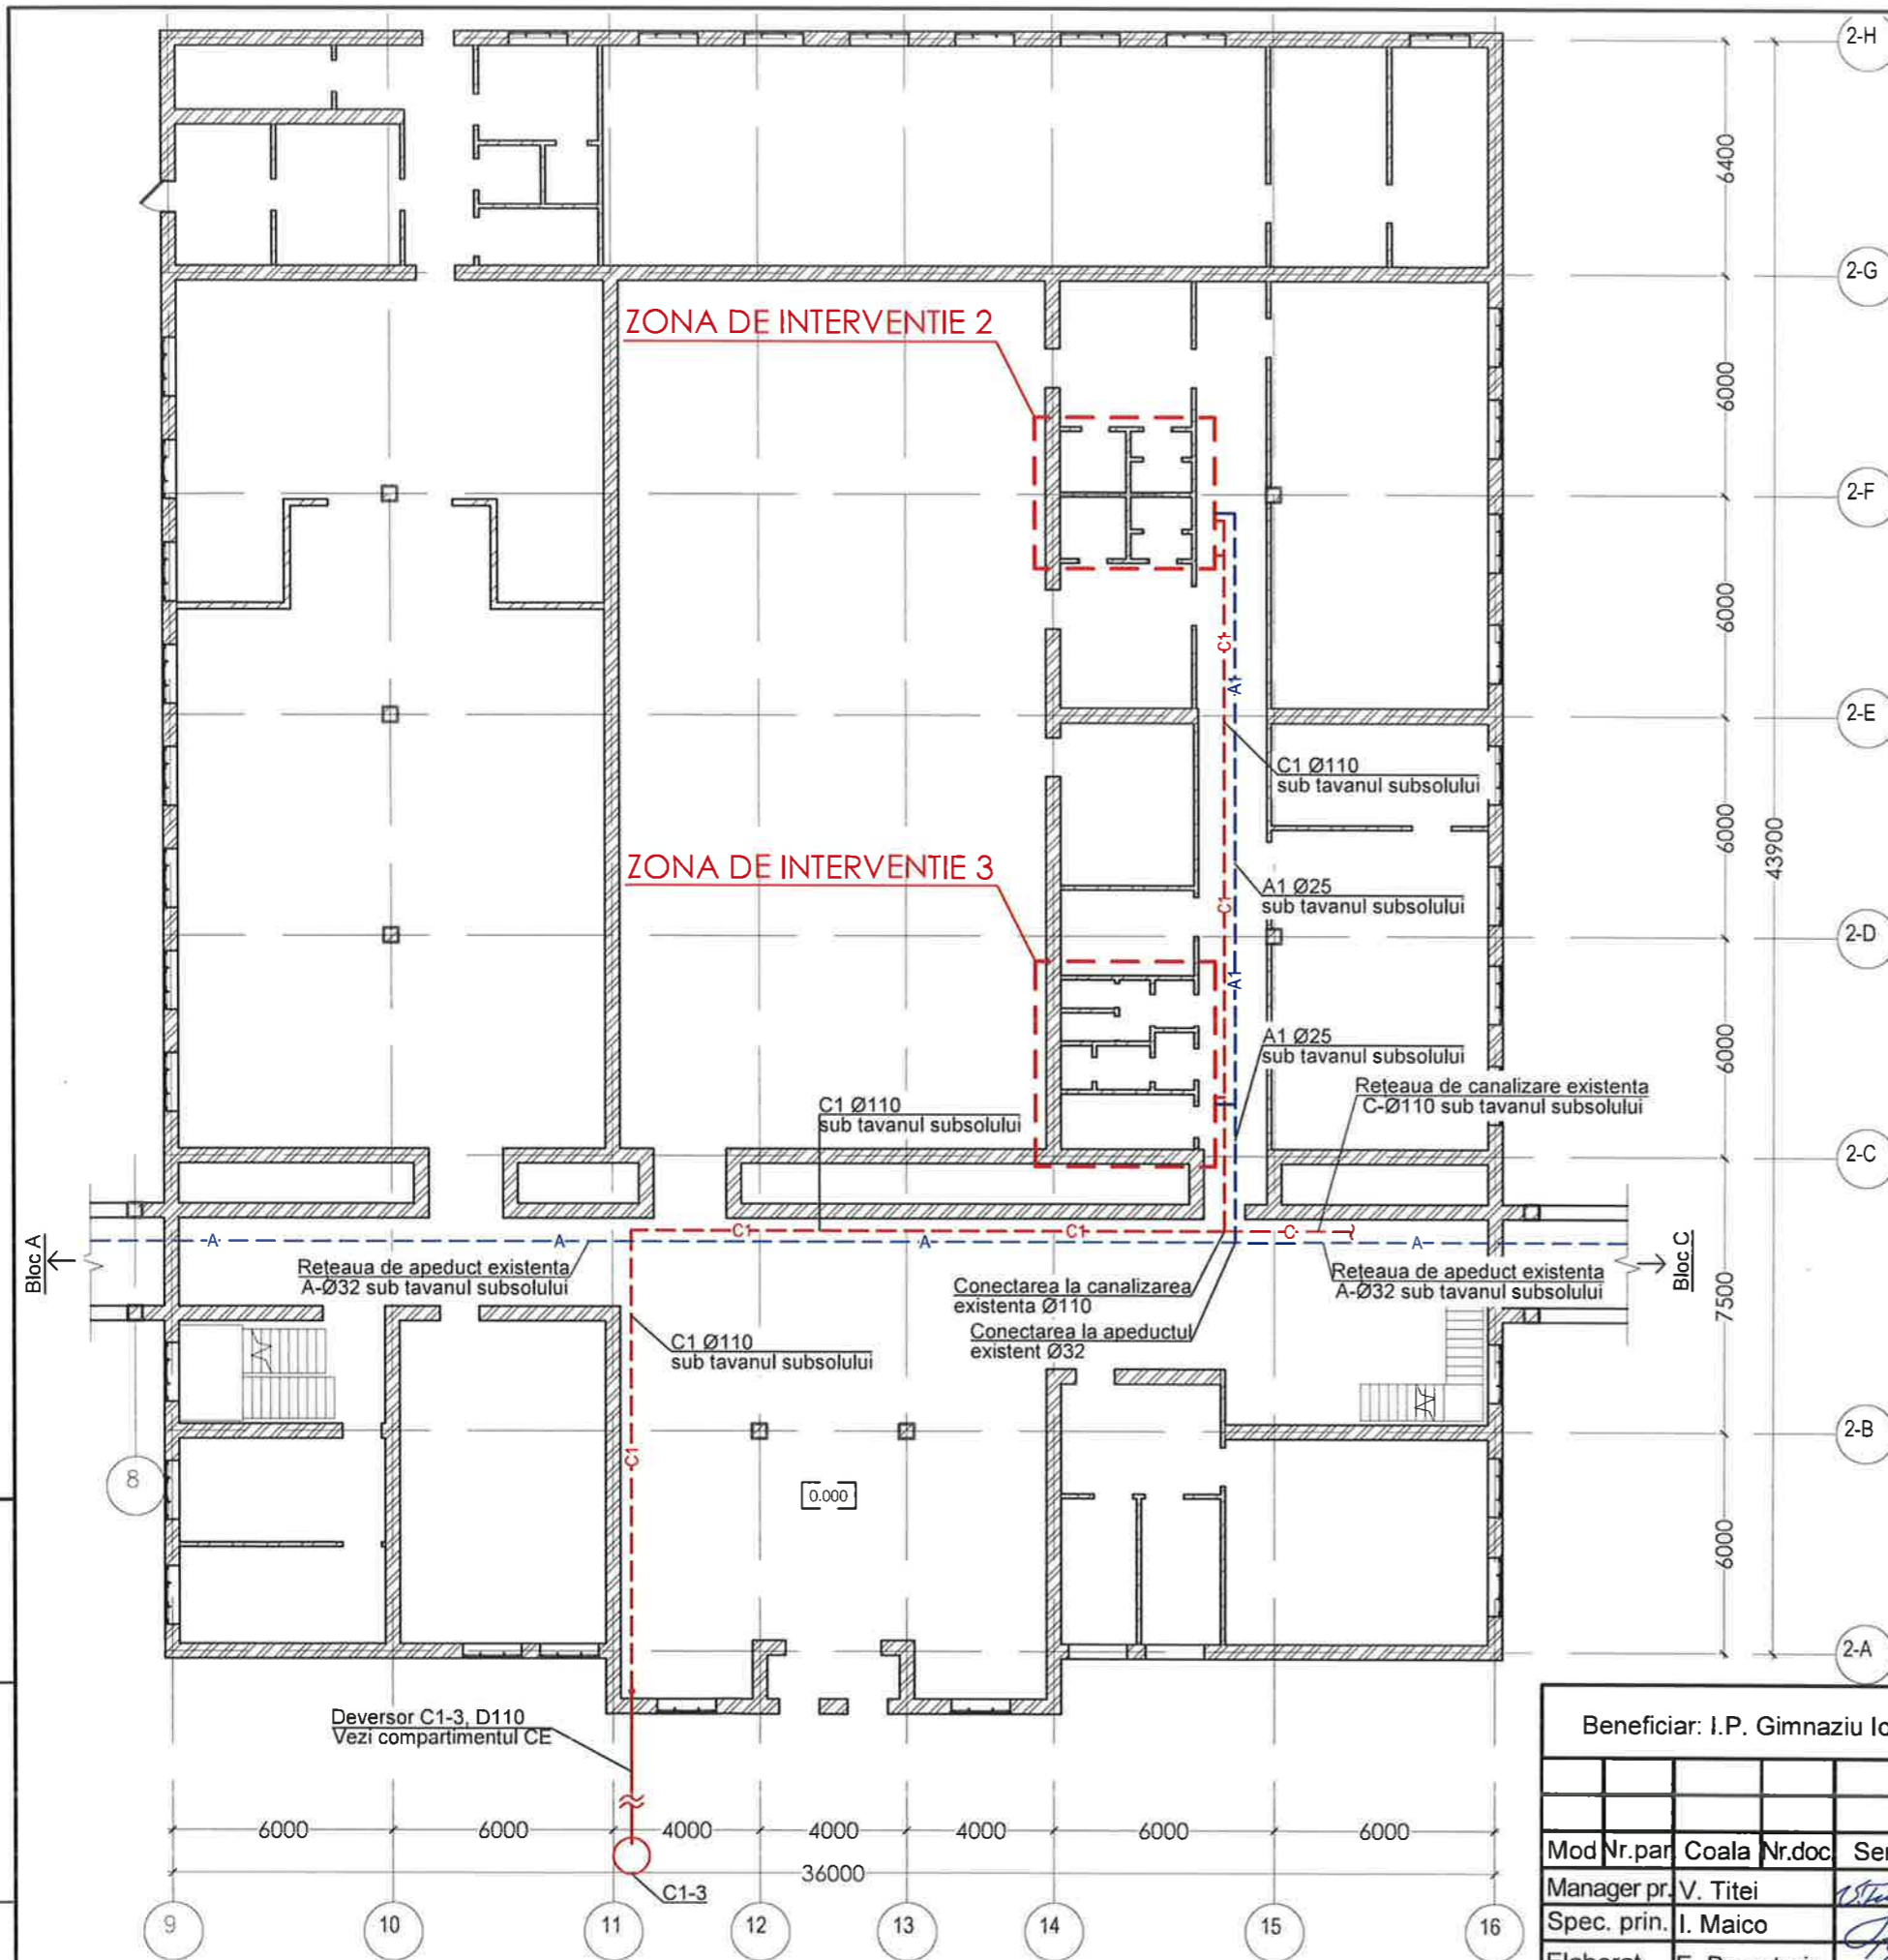 2-H
6400
2-G
ZONA DE INTERVENTIE 2
6000
2-F
C1
6000
A1
2-E
C1 Ø110
sub tavanul subsolului
6000
43900
ZONA DE INTERVENTIE 3
A1 Ø25
sub tavanul subsolului
C1
2-D
A1
A1 Ø25
sub tavanul subsolului
6000
Reteaua de canalizare existenta
C-Ø110 sub tavanul subsolului
C1 Ø110
sub tavanul subsolului
2-C
C1
C1
C
A
A
A
A
Bloc A
Bloc C
Reteaua de apeduct existenta
A-Ø32 sub tavanul subsolului
Conectarea la canalizarea
existenta Ø110
Reteaua de apeduct existenta
A-Ø32 sub tavanul subsolului
7500
Conectarea la apeductul
existent Ø32
C1 Ø110
sub tavanul subsolului
2-B
C1
8
0.000
6000
2-A
Deversor C1-3, D110
Vezi compartimentul CE
Beneficiar: I.P. Gimnaziu
6000
6000
4000
4000
4000
6000
6000
36000
C1-3
Mod Nr.par Coala Nr.doc
Manager pr. V. Titei
Spec. prin. I. Maico
9
10
11
12
13
14
15
16